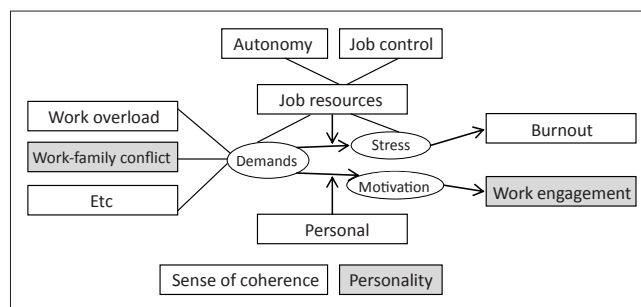 Autonomy
Job control
Job resources
Work overload
Work-family conflict
Etc
Demands
Stress
Motivation
Burnout
Work engagement
Personal
Sense of coherence
Personality